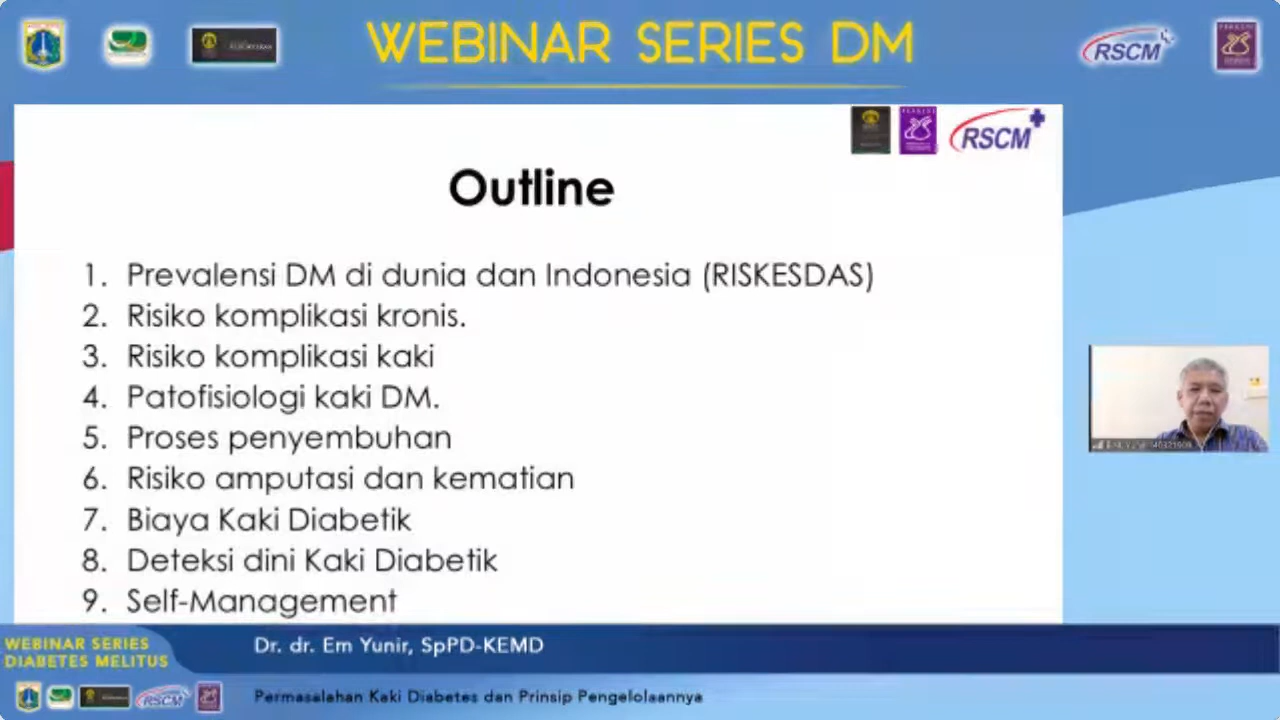 WEBINAR SERIES DM
RSCM
RSCM
Outline
1. Prevalensi DM di dunia dan Indonesia (RISKESDAS)
2. Risiko komplikasi kronis.
3. Risiko komplikasi kaki
4. Patofisiologi kaki DM.
5. Proses penyembuhan
6. Risiko amputasi dan kematian
7. Biaya Kaki Diabetik
8. Deteksi dini Kaki Diabetik
9. Self-Management
WEBINAR SERIES
DIABETES MELITUS
Dr. dr. Em Yunir, SpPD-KEMD
RSCM
Permasalahan Kaki Diabetes dan Prinsip Pengelolaannya